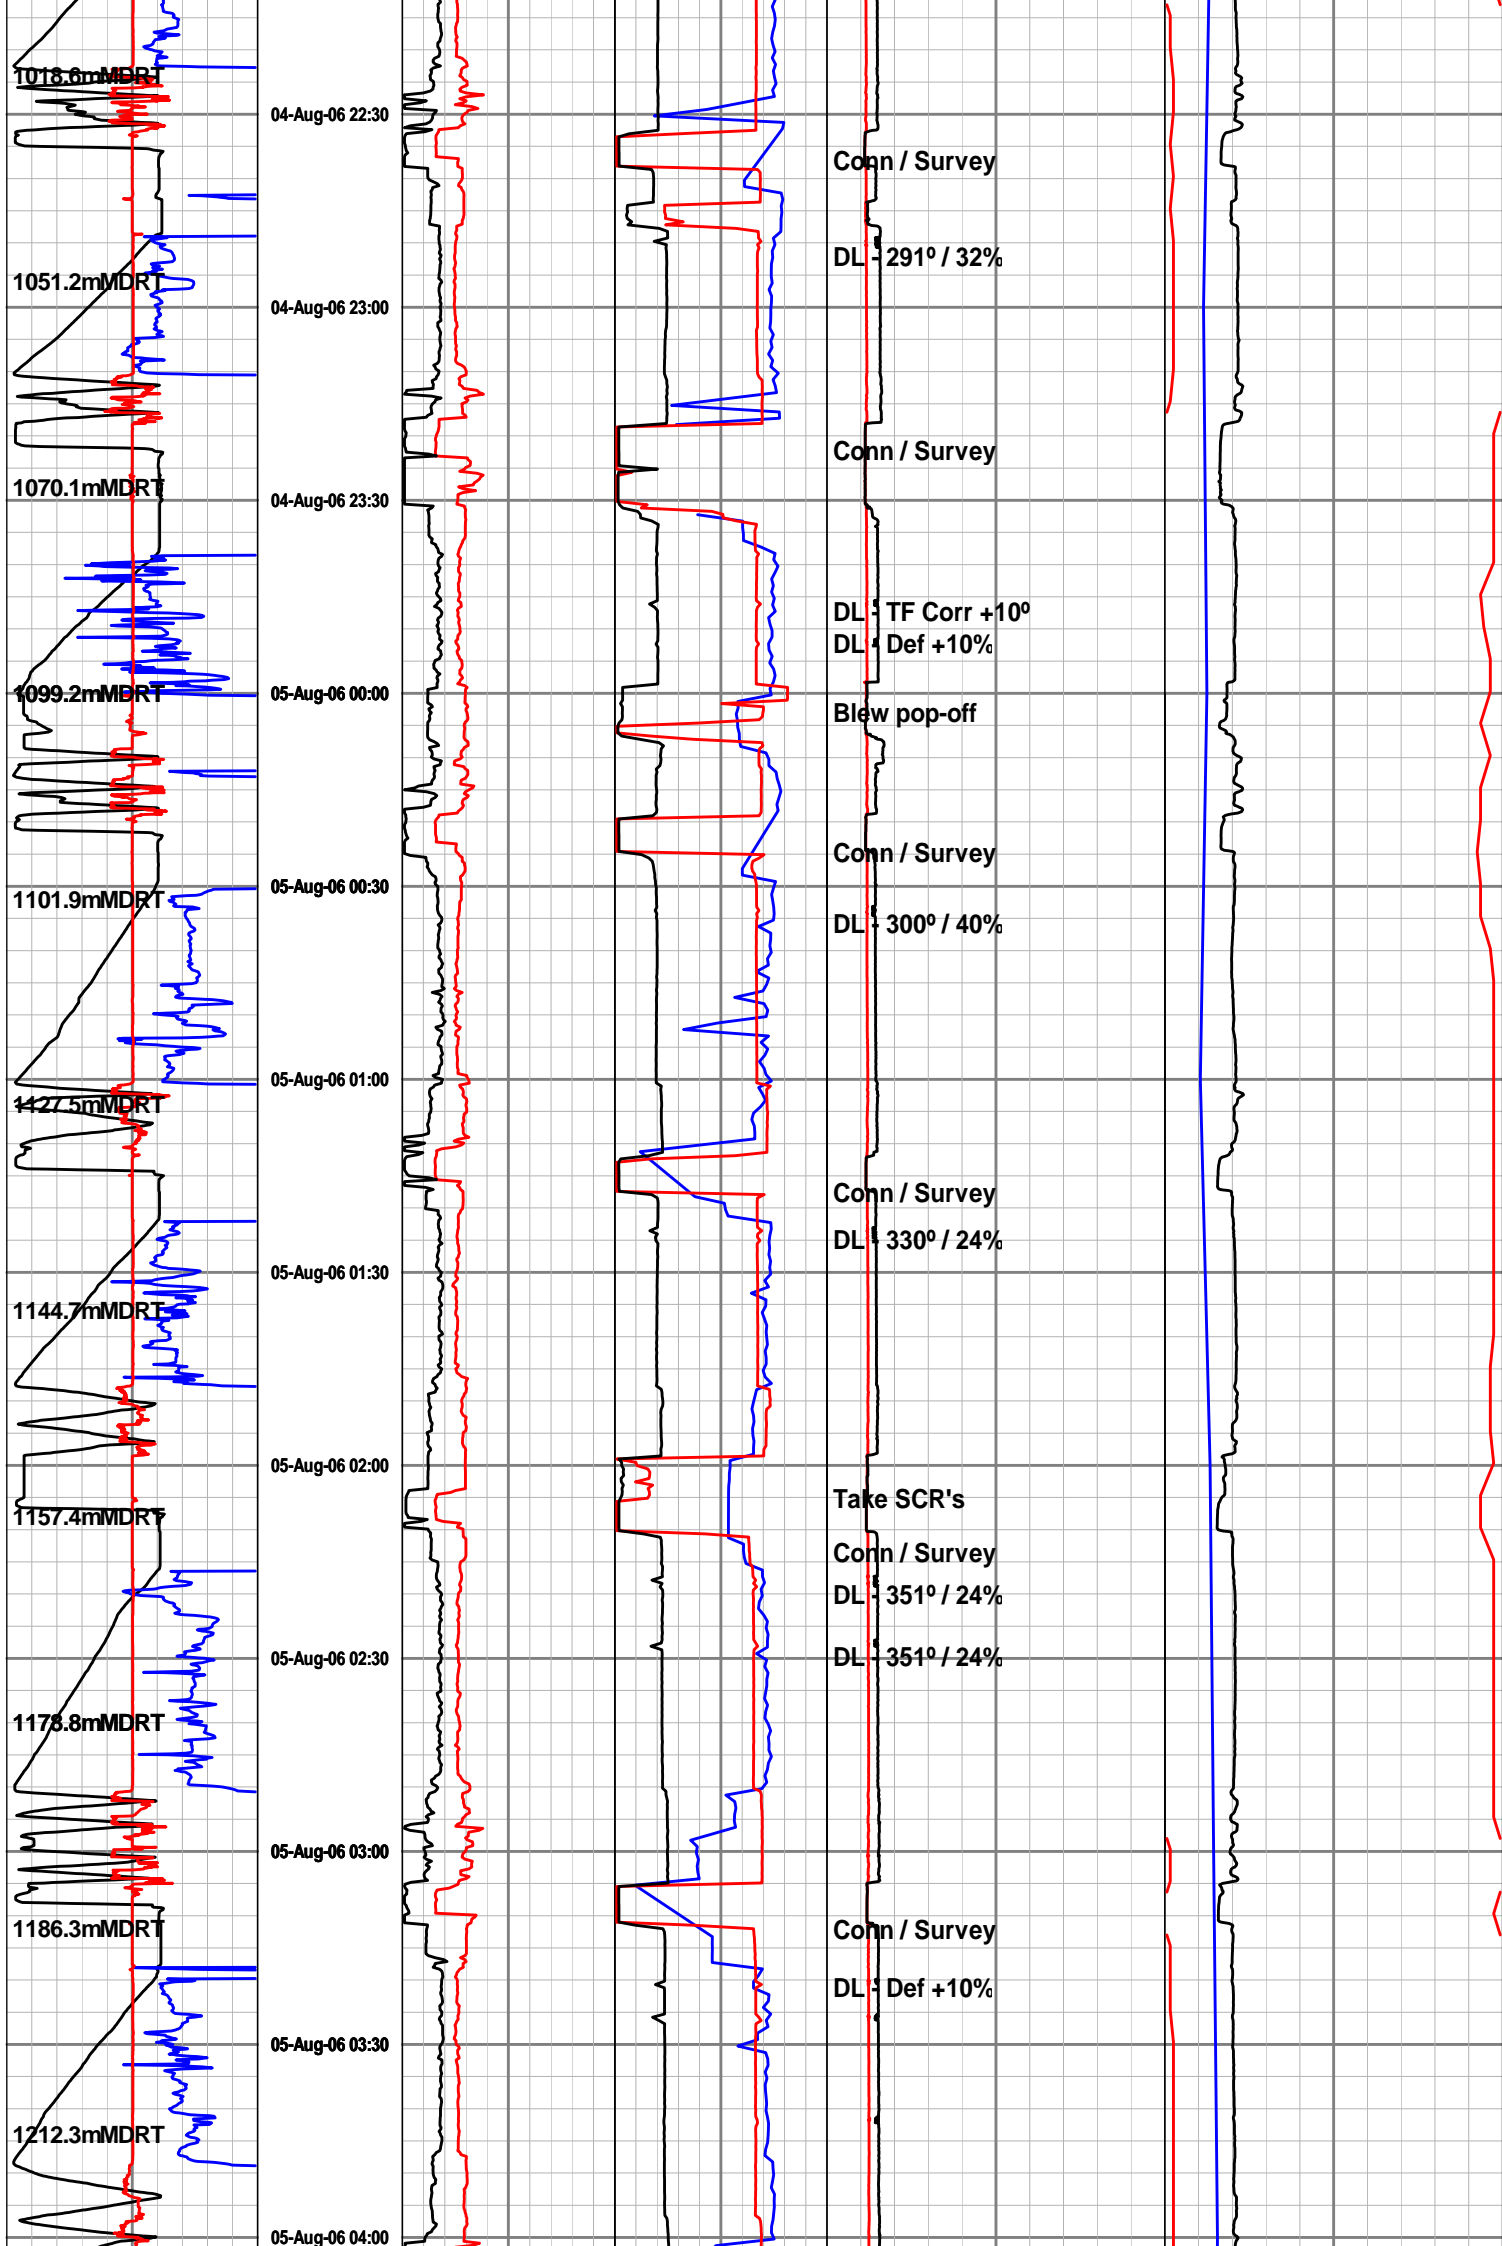 1018.6mMDRT
04-Aug-06 22:30
Conn / Survey
DL - 291º / 32%
1051.2mMDRT
04-Aug-06 23:00
Conn / Survey
1070.1mMDRT
04-Aug-06 23:30
DL - TF Corr +10º
DL - Def +10%
1099.2mMDRT
05-Aug-06 00:00
Blew pop-off
Conn / Survey
05-Aug-06 00:30
1101.9mMDRT
DL - 300º / 40%
05-Aug-06 01:00
1127.5mMDRT
Conn / Survey
DL - 330º / 24%
05-Aug-06 01:30
1144.7mMDRT
05-Aug-06 02:00
Take SCR's
1157.4mMDRT
Conn / Survey
DL - 351º / 24%
05-Aug-06 02:30
DL - 351º / 24%
1178.8mMDRT
05-Aug-06 03:00
1186.3mMDRT
Conn / Survey
DL - Def +10%
05-Aug-06 03:30
1212.3mMDRT
05-Aug-06 04:00